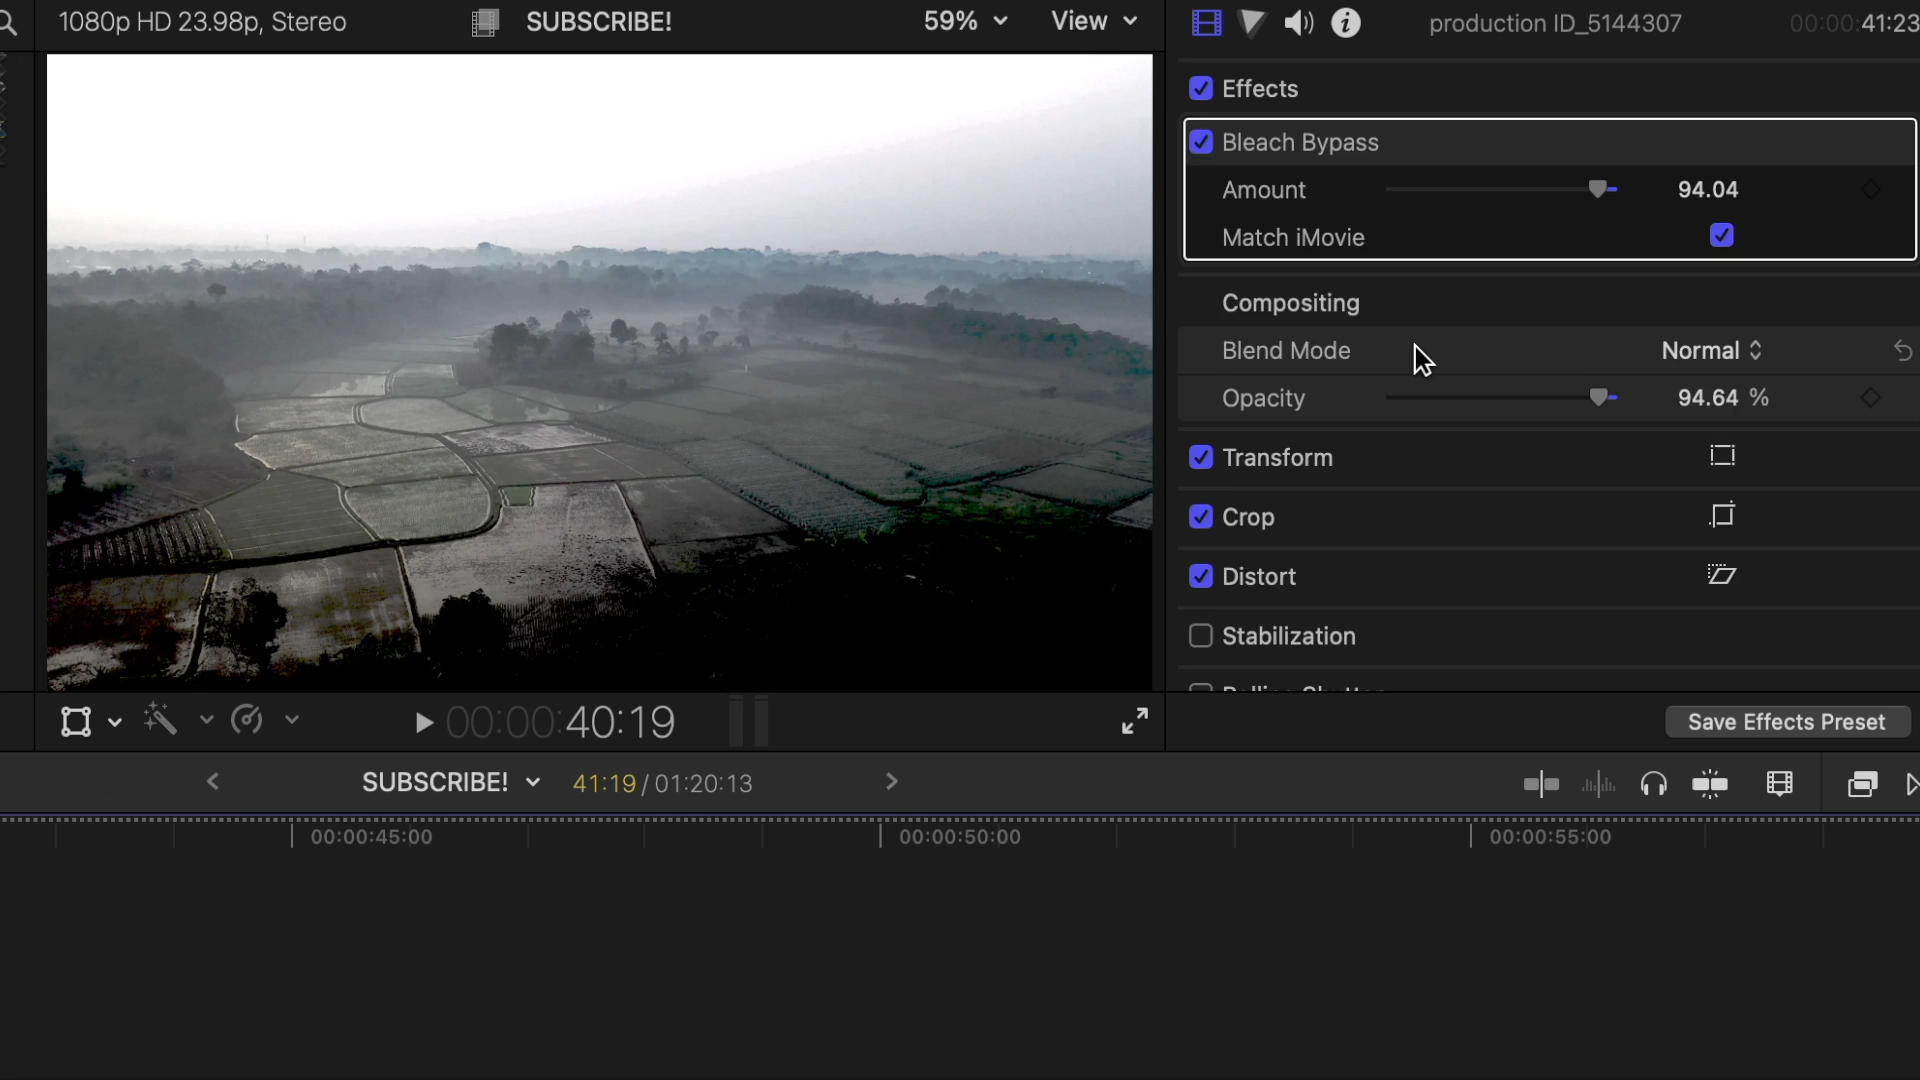 1080p HD 23.98p, Stereo
SUBSCRIBE!
59%
View
production ID_5144307
00:00:41:23
Effects
Bleach Bypass
Amount
94.04
Match iMovie
Compositing
Blend Mode
Normal
Opacity
94.64 %
Transform
Crop
Distort
Stabilization
00:00:40:19
Save Effects Preset
SUBSCRIBE!
41:19 / 01:20:13
00:00:45:00
00:00:50:00
00:00:55:00